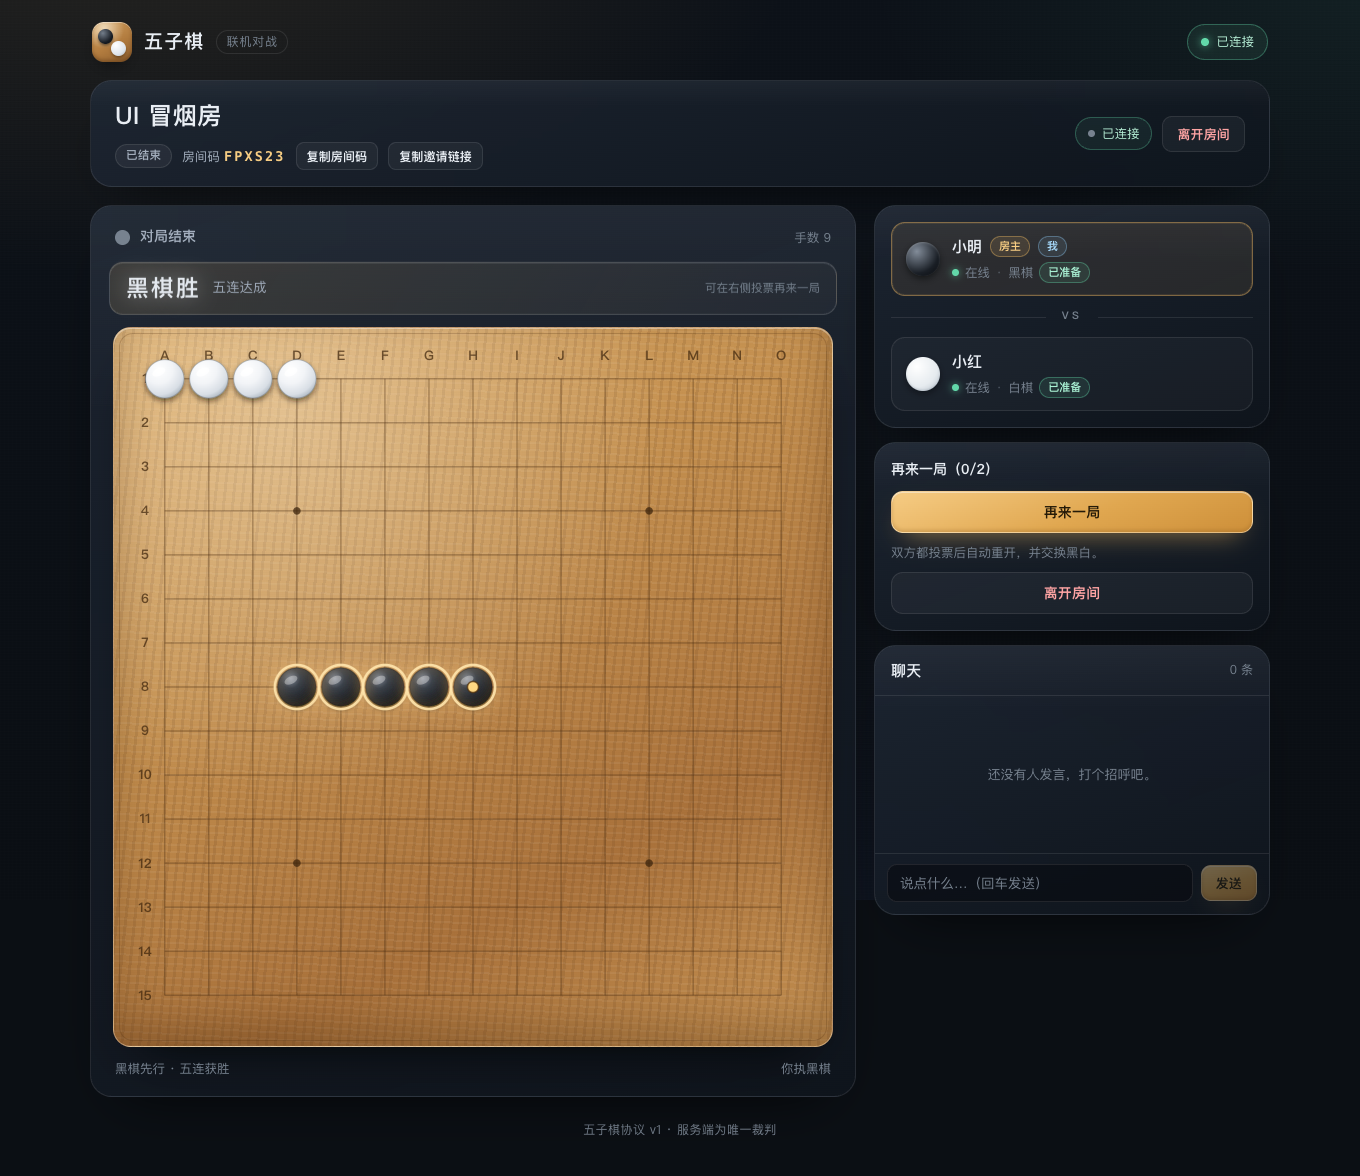 五子棋 联机对战 已连接
UI 冒烟房
已结束 房间码 FPXS23 复制房间码 复制邀请链接
已连接 离开房间
对局结束 手数 9
黑棋胜 五连达成 可在右侧投票再来一局
A B C D E F G H I J K L M N O
2
3
4
5
6
7
8
9
10
11
12
13
14
15
黑棋先行 · 五连获胜 你执黑棋
小明 房主 我
在线 · 黑棋 已准备
VS
小红
在线 · 白棋 已准备
再来一局（0/2）
再来一局
双方都投票后自动重开，并交换黑白。
离开房间
聊天 0 条
还没有人发言，打个招呼吧。
说点什么…（回车发送） 发送
五子棋协议 v1 · 服务端为唯一裁判